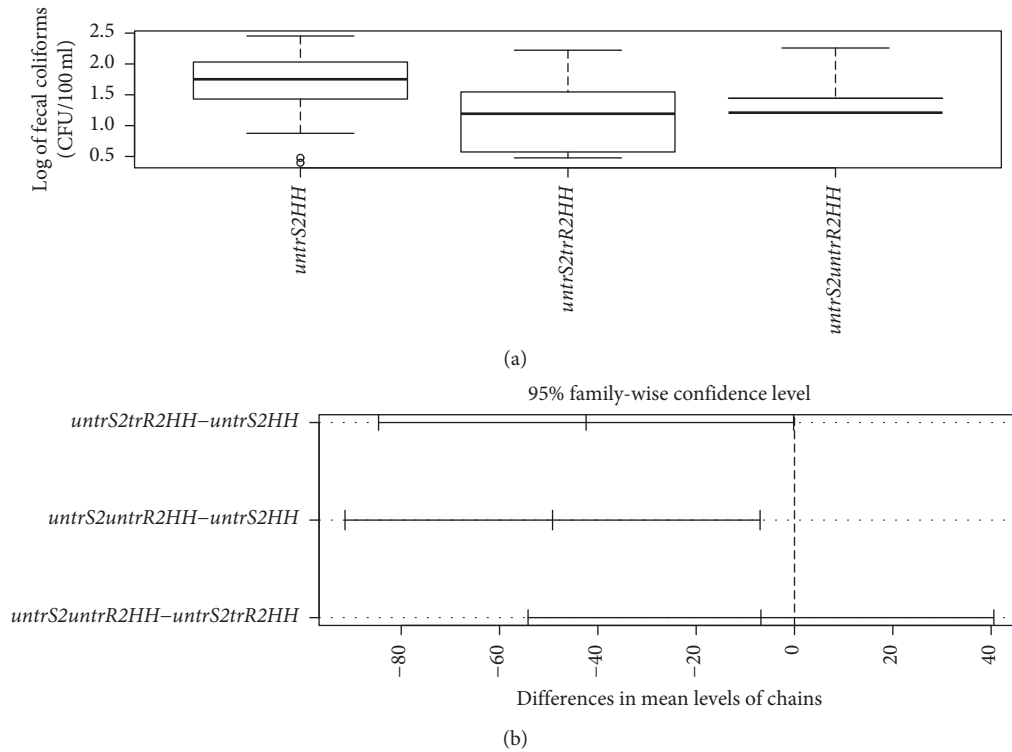 Log of fecal coliforms
(CFU/100 ml)
2.5
2.0
1.5
1.0
0.5
untrS2HH
untrS2trR2HH
untrS2untrR2HH
(a)
95% family-wise confidence level
untrS2trR2HH−untrS2HH
untrS2untrR2HH−untrS2HH
untrS2untrR2HH−untrS2trR2HH
−80
−60
−40
−20
0
20
40
Differences in mean levels of chains
(b)